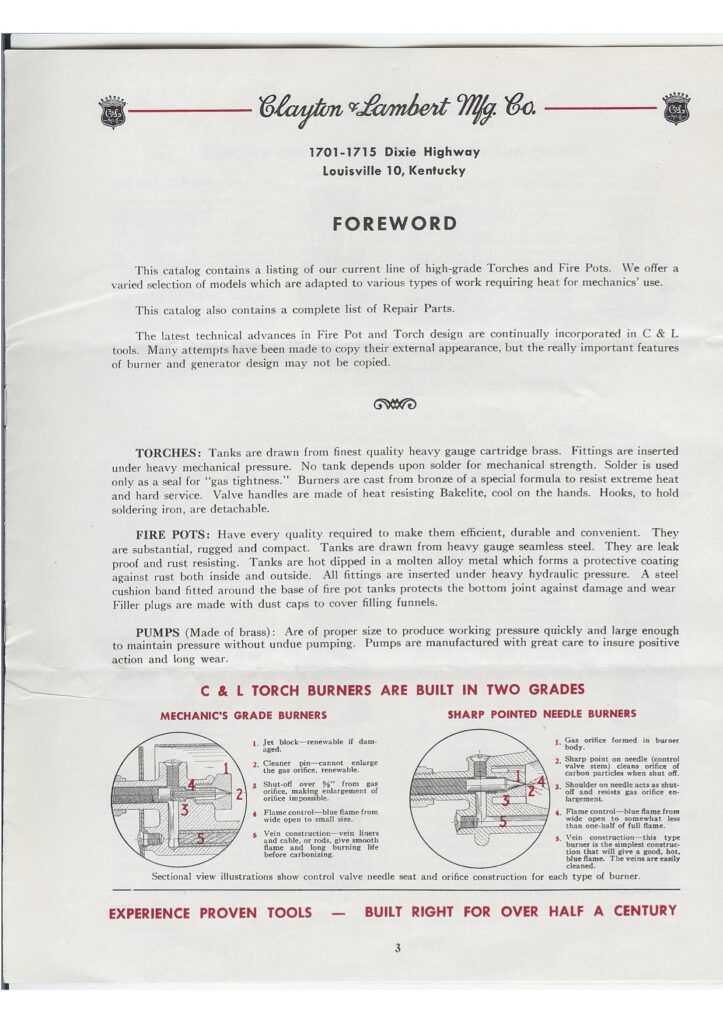 Clayton & Lambert Mfg. Co.
1701-1715 Dixie Highway
Louisville 10, Kentucky
FOREWORD
This catalog contains a listing of our current line of high-grade Torches and Fire Pots. We offer a
varied selection of models which are adapted to various types of work requiring heat for mechanics' use.
This catalog also contains a complete list of Repair Parts.
The latest technical advances in Fire Pot and Torch design are continually incorporated in C & L
tools. Many attempts have been made to copy their external appearance, but the really important features
of burner and generator design may not be copied.
TORCHES: Tanks are drawn from finest quality heavy gauge cartridge brass. Fittings are inserted
under heavy mechanical pressure. No tank depends upon solder for mechanical strength. Solder is used
only as a seal for "gas tightness." Burners are cast from bronze of a special formula to resist extreme heat
and hard service. Valve handles are made of heat resisting Bakelite, cool on the hands. Hooks, to hold
soldering iron, are detachable.
FIRE POTS: Have every quality required to make them efficient, durable and convenient. They
are substantial, rugged and compact. Tanks are drawn from heavy gauge seamless steel. They are leak
proof and rust resisting. Tanks are hot dipped in a molten alloy metal which forms a protective coating
against rust both inside and outside. All fittings are inserted under heavy hydraulic pressure. A steel
cushion band fitted around the base of fire pot tanks protects the bottom joint against damage and wear
Filler plugs are made with dust caps to cover filling funnels.
PUMPS (Made of brass): Are of proper size to produce working pressure quickly and large enough
to maintain pressure without undue pumping. Pumps are manufactured with great care to insure positive
action and long wear.
C & L TORCH BURNERS ARE BUILT IN TWO GRADES
MECHANIC'S GRADE BURNERS
1
2
3
4
5
1. Jet block—renewable if dam-
aged.
2. Cleaner pin—cannot enlarge
the gas orifice, renewable.
3 Shut-off over 5/8" from gas
orifice, making enlargement of
orifice impossible.
4 Flame control—blue flame from
wide open to small size.
5 Vein construction—vein liners
and cable, or rods, give smooth
flame and long burning life
before carbonizing.
SHARP POINTED NEEDLE BURNERS
1
2
3
4
5
1. Gas orifice formed in burner
body.
2. Sharp point on needle (control
valve stem) cleans orifice of
carbon particles when shut off.
3. Shoulder on needle acts as shut-
off and resists gas orifice en-
largement.
4. Flame control—blue flame from
wide open to somewhat less
than one-half of full flame.
5. Vein construction—this type
burner is the simplest construc-
tion that will give a good, hot,
blue flame. The veins are easily
cleaned.
Sectional view illustrations show control valve needle seat and orifice construction for each type of burner.
EXPERIENCE PROVEN TOOLS — BUILT RIGHT FOR OVER HALF A CENTURY
3